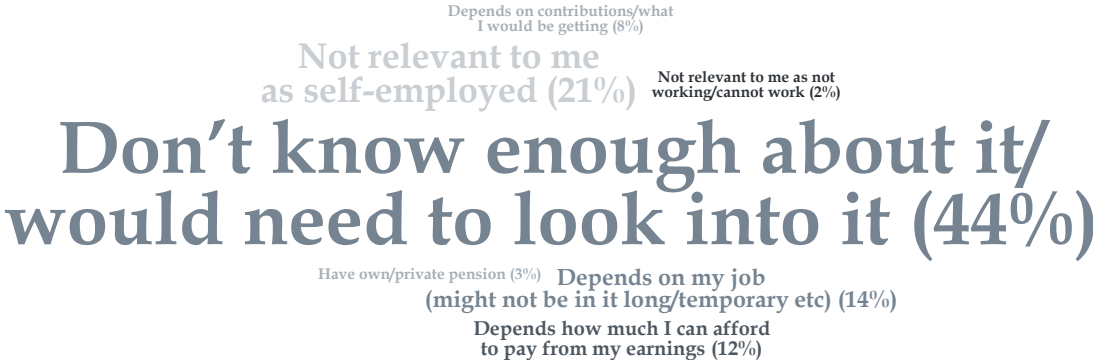 Depends on contributions/what
I would be getting (8%)
Not relevant to me
as self-employed (21%)
Not relevant to me as not
working/cannot work (2%)
Don’t know enough about it/
would need to look into it (44%)
Have own/private pension (3%)
Depends on my job
(might not be in it long/temporary etc) (14%)
Depends how much I can afford
to pay from my earnings (12%)